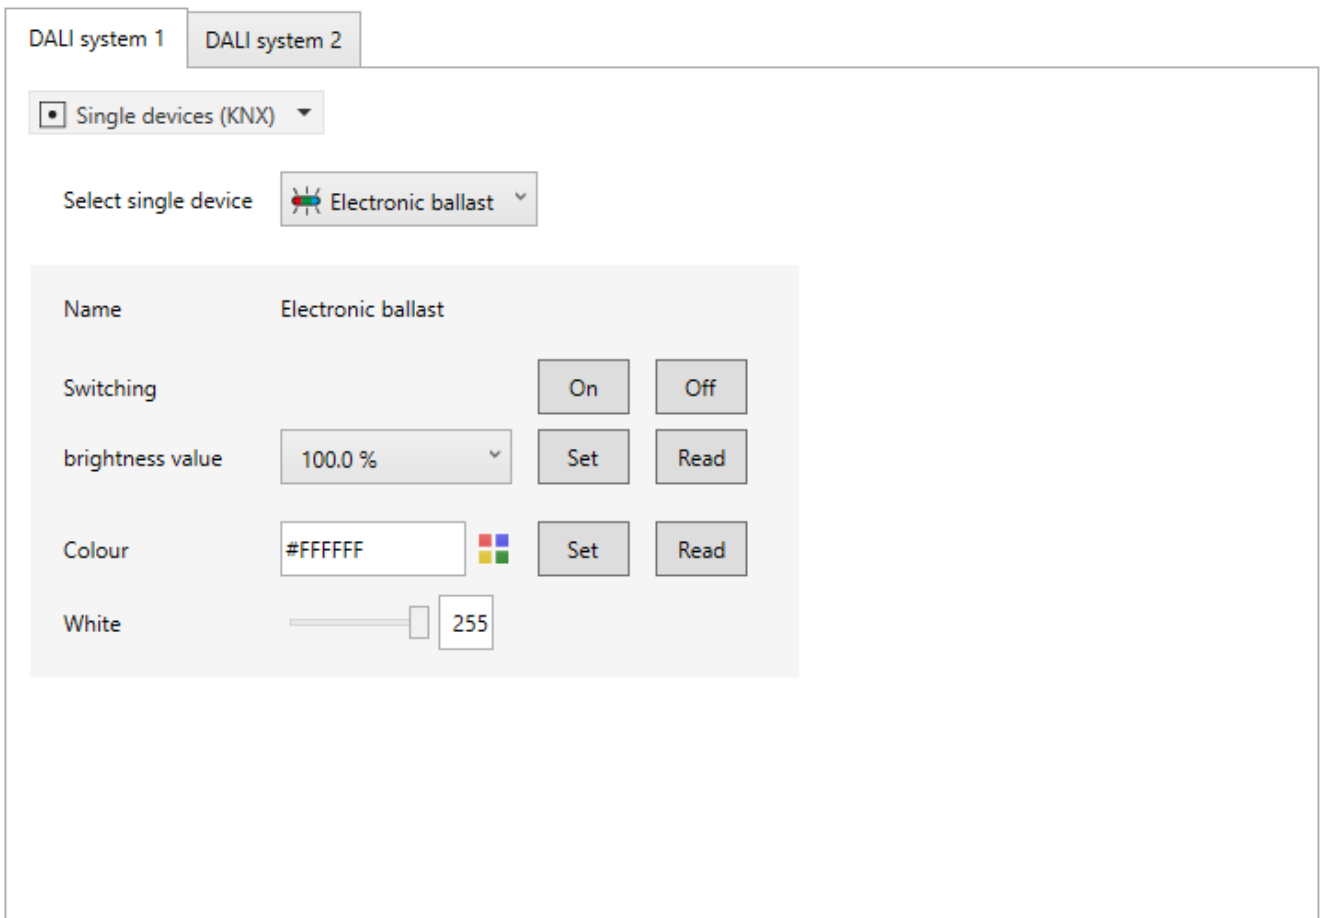 DALI system 1
DALI system 2
Single devices (KNX)
Select single device
Electronic ballast
Name
Electronic ballast
Switching
On
Off
brightness value
100.0 %
Set
Read
Colour
#FFFFFF
Set
Read
White
255